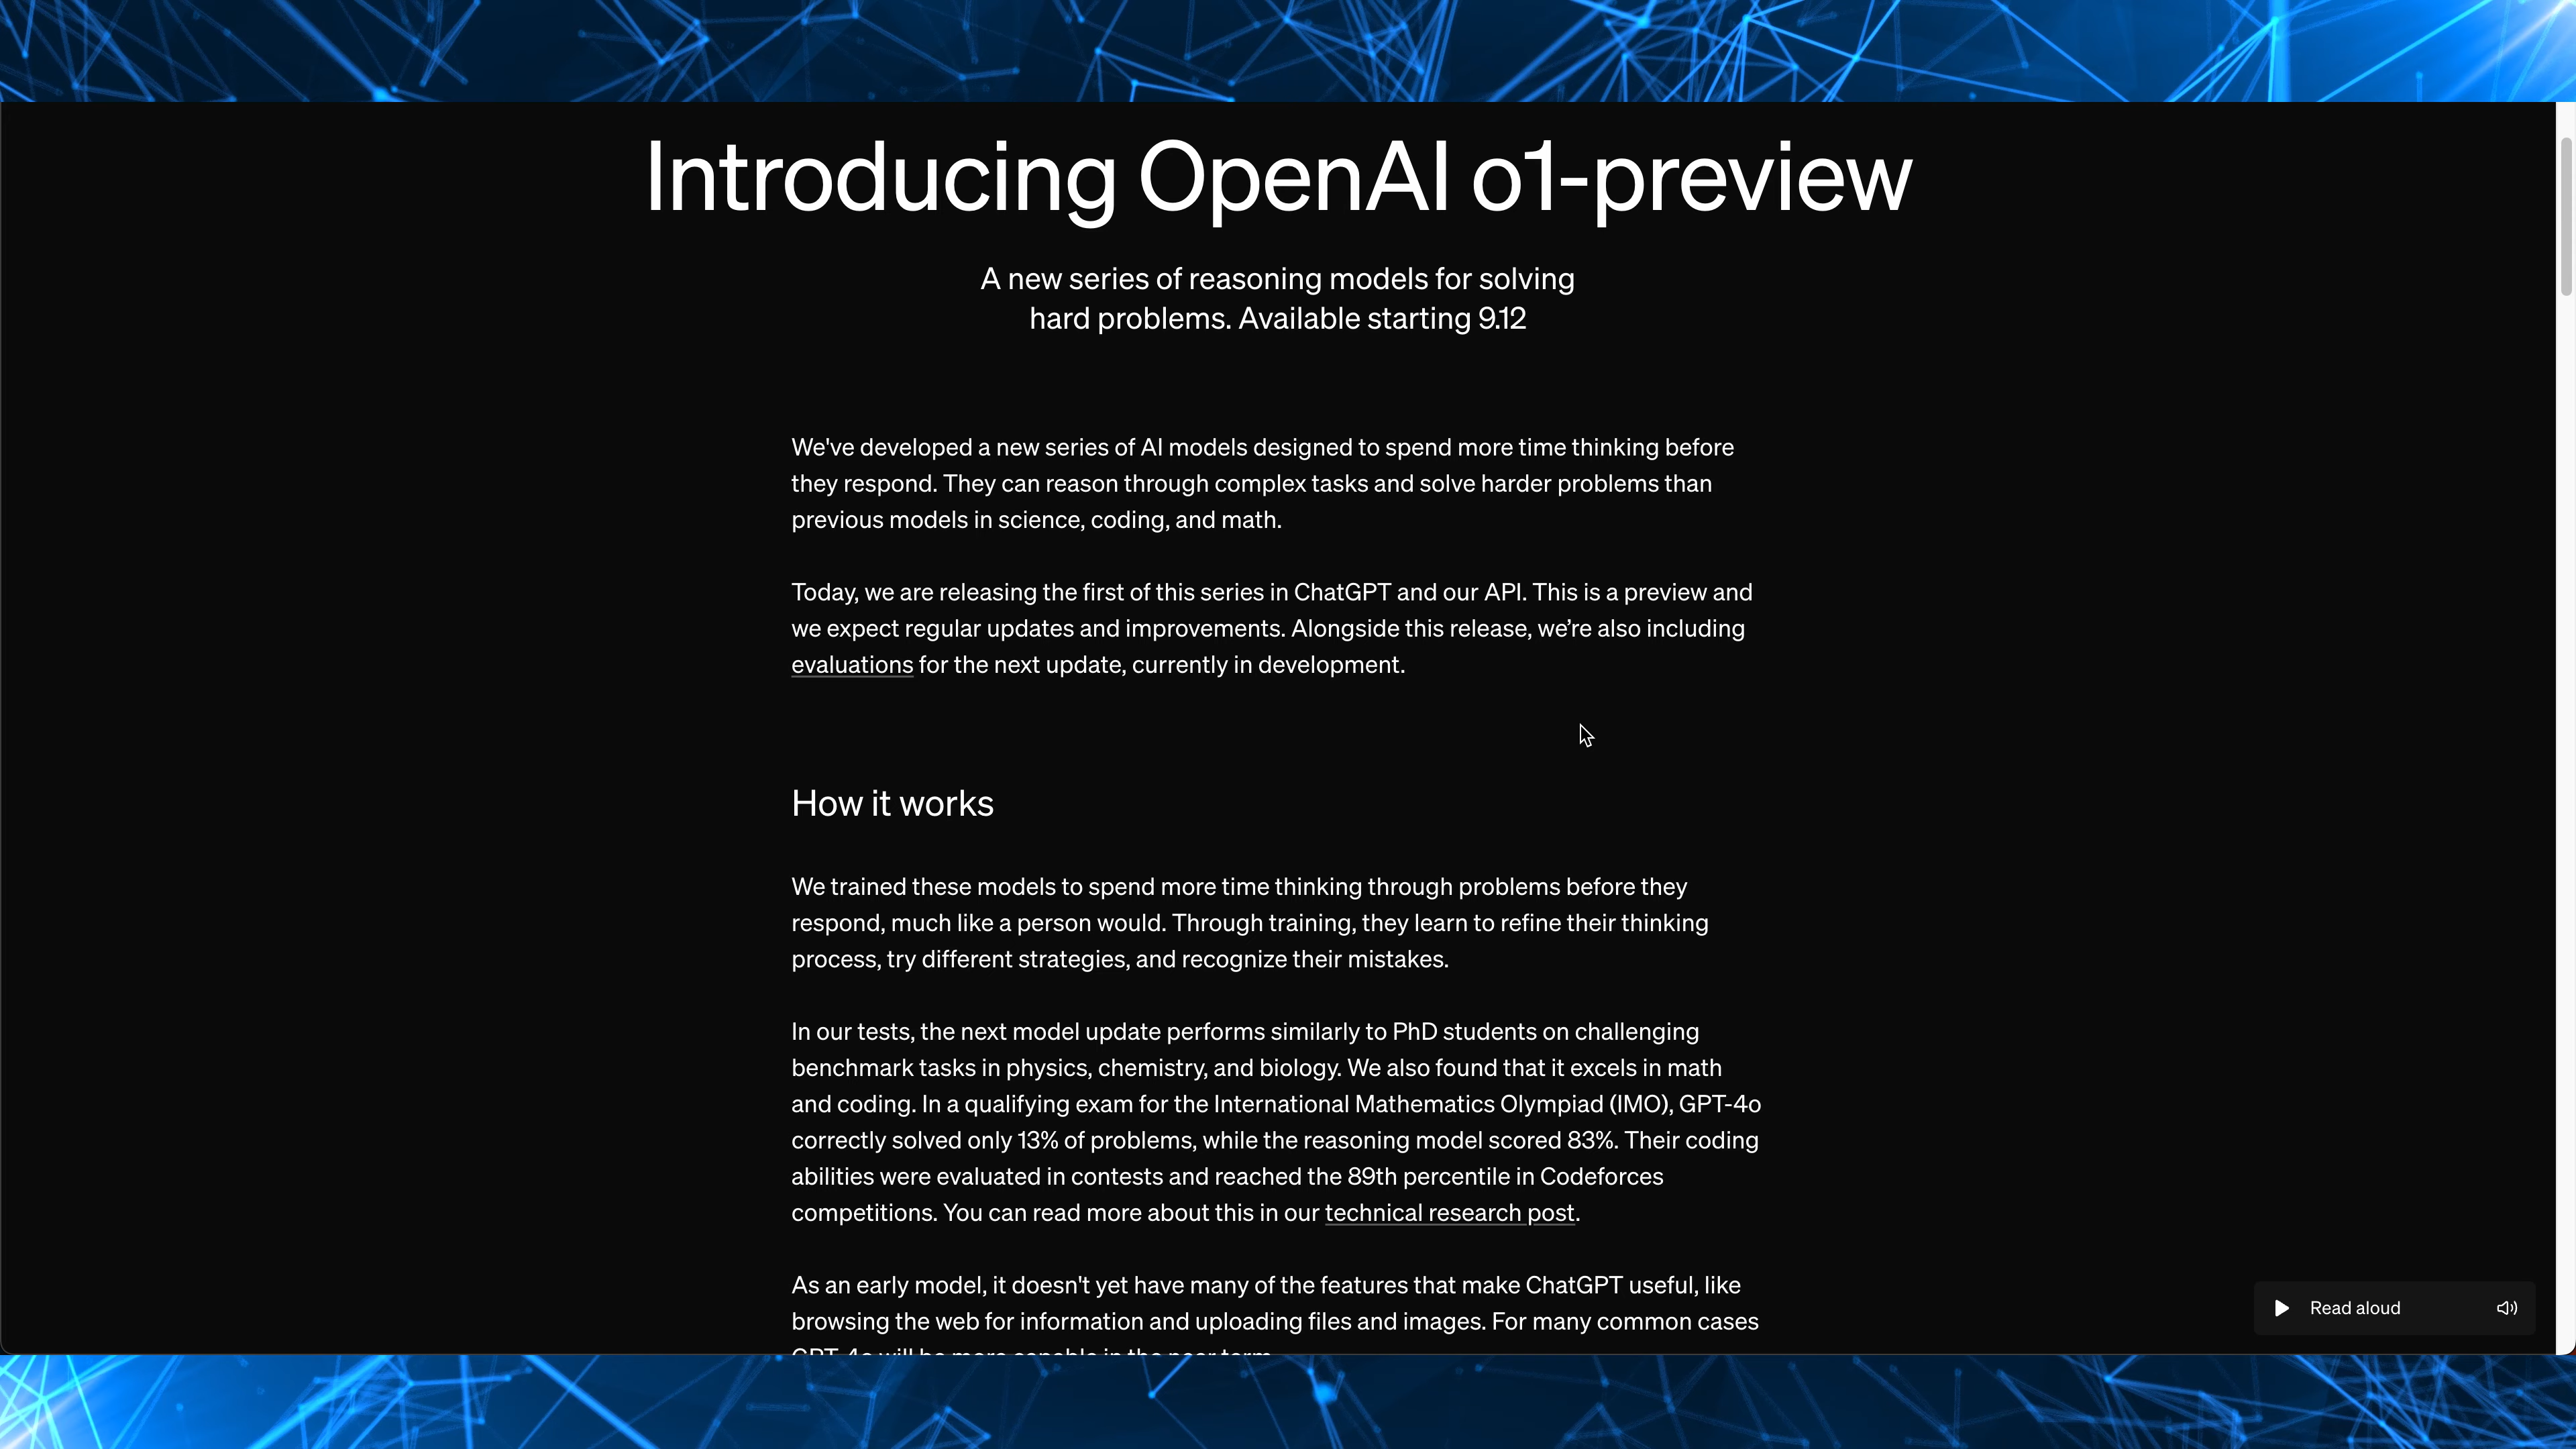 Introducing OpenAI o1-preview
A new series of reasoning models for solving
hard problems. Available starting 9.12
We've developed a new series of AI models designed to spend more time thinking before
they respond. They can reason through complex tasks and solve harder problems than
previous models in science, coding, and math.
Today, we are releasing the first of this series in ChatGPT and our API. This is a preview and
we expect regular updates and improvements. Alongside this release, we’re also including
evaluations for the next update, currently in development.
How it works
We trained these models to spend more time thinking through problems before they
respond, much like a person would. Through training, they learn to refine their thinking
process, try different strategies, and recognize their mistakes.
In our tests, the next model update performs similarly to PhD students on challenging
benchmark tasks in physics, chemistry, and biology. We also found that it excels in math
and coding. In a qualifying exam for the International Mathematics Olympiad (IMO), GPT-4o
correctly solved only 13% of problems, while the reasoning model scored 83%. Their coding
abilities were evaluated in contests and reached the 89th percentile in Codeforces
competitions. You can read more about this in our technical research post.
As an early model, it doesn't yet have many of the features that make ChatGPT useful, like
browsing the web for information and uploading files and images. For many common cases
GPT-4o will be more capable in the near term.
Read aloud